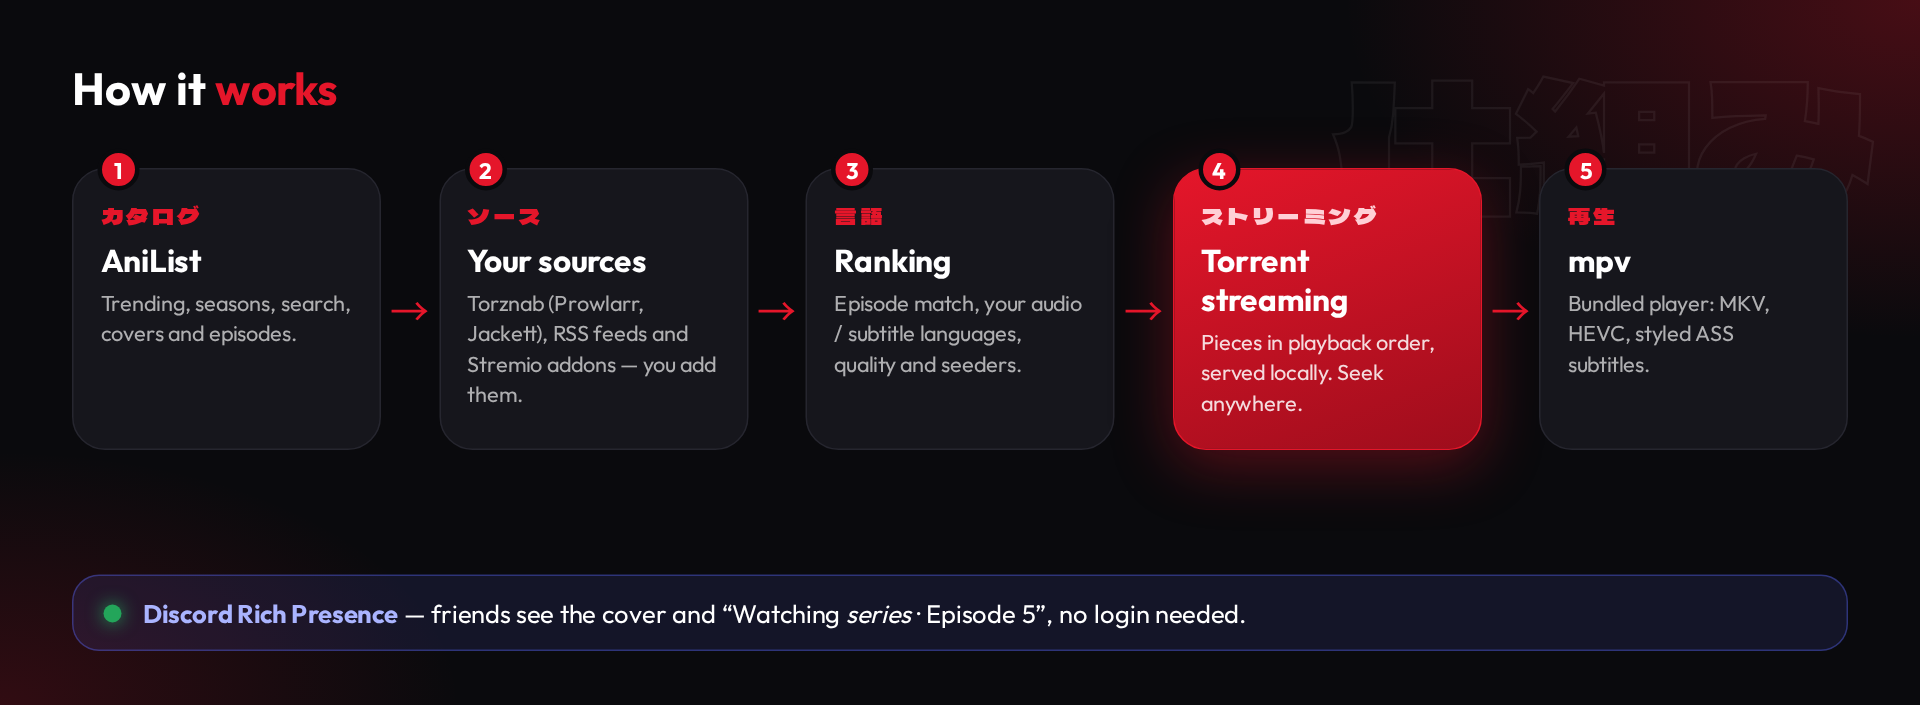 How it works
仕組み
1
カタログ
AniList
Trending, seasons, search,
covers and episodes.
2
ソース
Your sources
Torznab (Prowlarr,
Jackett), RSS feeds and
Stremio addons — you add
them.
3
言語
Ranking
Episode match, your audio
/ subtitle languages,
quality and seeders.
4
ストリーミング
Torrent
streaming
Pieces in playback order,
served locally. Seek
anywhere.
5
再生
mpv
Bundled player: MKV,
HEVC, styled ASS
subtitles.
Discord Rich Presence — friends see the cover and “Watching series · Episode 5”, no login needed.